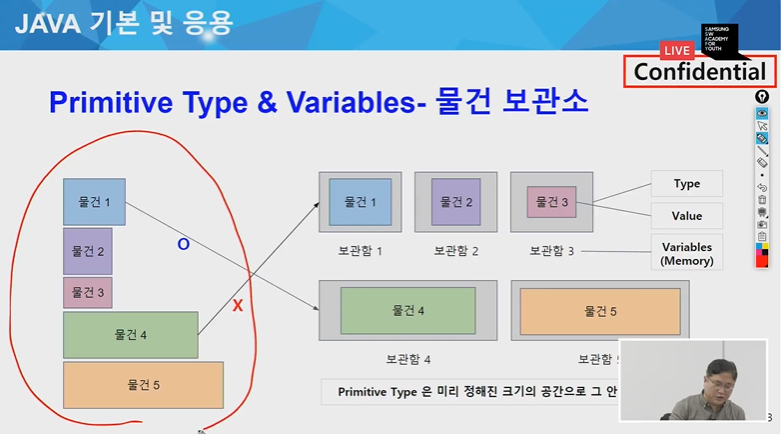 JAVA 기본 및 응용
SAMSUNG
SW
ACADEMY
FOR
YOUTH
LIVE
Confidential
Primitive Type & Variables- 물건 보관소
물건 1
물건 2
물건 3
물건 4
물건 5
O
X
물건 1
물건 2
물건 3
보관함 1
보관함 2
보관함 3
Type
Value
Variables
(Memory)
물건 4
물건 5
보관함 4
보관함
Primitive Type 은 미리 정해진 크기의 공간으로 그 안
3